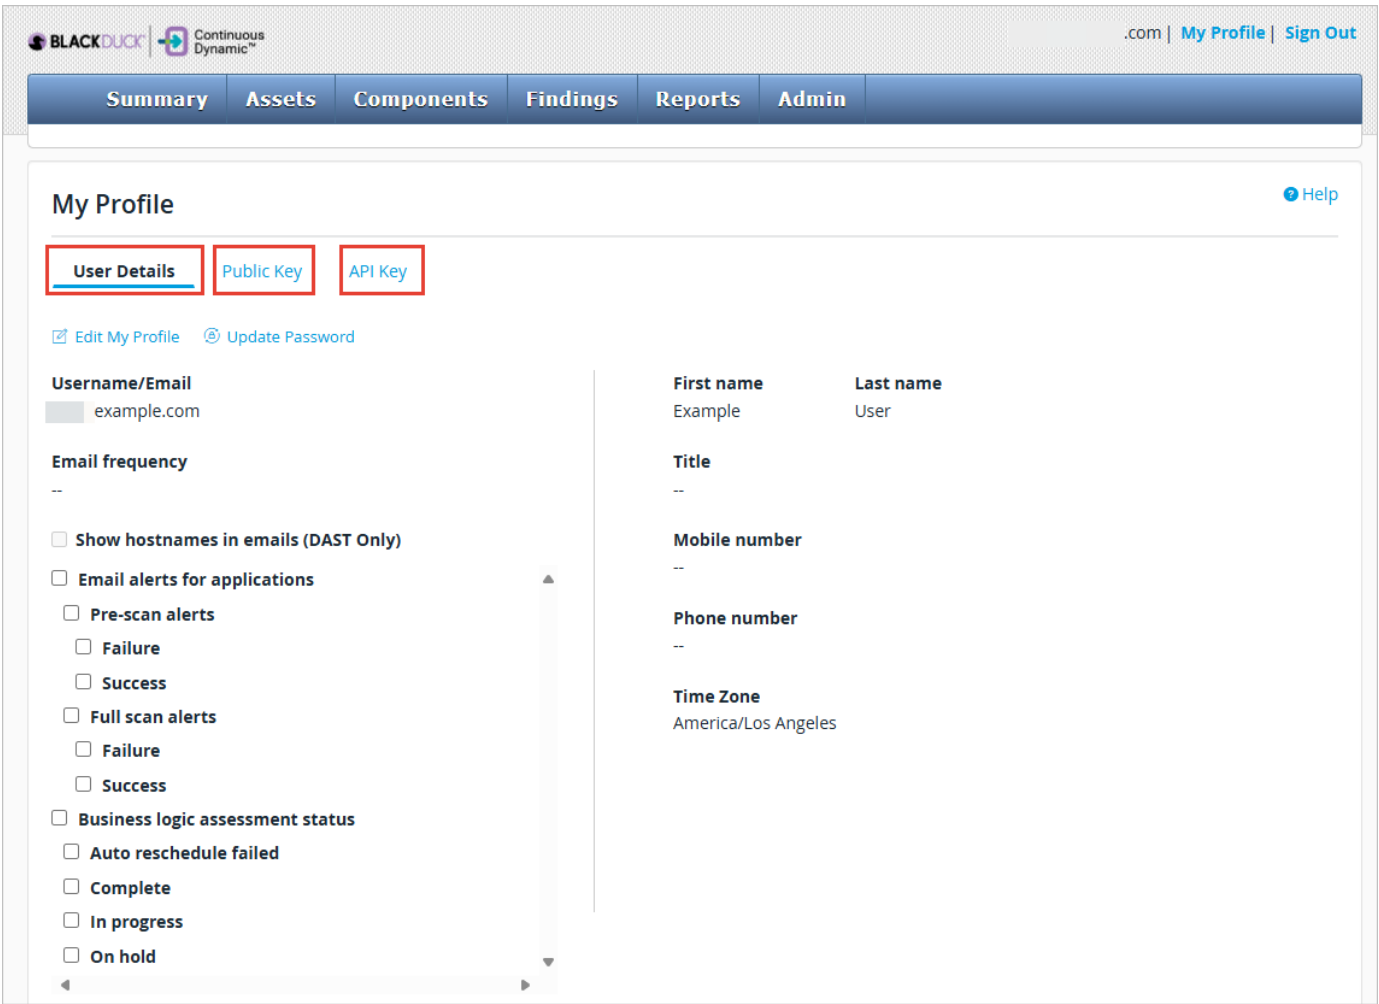 BLACKDUCK Continuous Dynamic™
.com | My Profile | Sign Out
Summary Assets Components Findings Reports Admin
My Profile
Help
User Details Public Key API Key
Edit My Profile Update Password
Username/Email
example.com
Email frequency
--
Show hostnames in emails (DAST Only)
Email alerts for applications
Pre-scan alerts
Failure
Success
Full scan alerts
Failure
Success
Business logic assessment status
Auto reschedule failed
Complete
In progress
On hold
First name Last name
Example User
Title
--
Mobile number
--
Phone number
--
Time Zone
America/Los Angeles